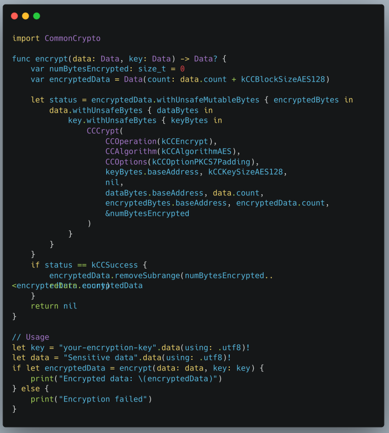 import CommonCrypto
func encrypt(data: Data, key: Data) -> Data? {
    var numBytesEncrypted: size_t = 0
    var encryptedData = Data(count: data.count + kCCBlockSizeAES128)
    let status = encryptedData.withUnsafeMutableBytes { encryptedBytes in
        data.withUnsafeBytes { dataBytes in
            key.withUnsafeBytes { keyBytes in
                CCCrypt(
                    CCOperation(kCCEncrypt),
                    CCAlgorithm(kCCAlgorithmAES),
                    CCOptions(kCCOptionPKCS7Padding),
                    keyBytes.baseAddress, kCCKeySizeAES128,
                    nil,
                    dataBytes.baseAddress, data.count,
                    encryptedBytes.baseAddress, encryptedData.count,
                    &numBytesEncrypted
                )
            }
        }
    }
    if status == kCCSuccess {
        encryptedData.removeSubrange(numBytesEncrypted..
<encryptedData.count)
        return encryptedData
    }
    return nil
}
// Usage
let key = "your-encryption-key".data(using: .utf8)!
let data = "Sensitive data".data(using: .utf8)!
if let encryptedData = encrypt(data: data, key: key) {
    print("Encrypted data: \(encryptedData)")
} else {
    print("Encryption failed")
}